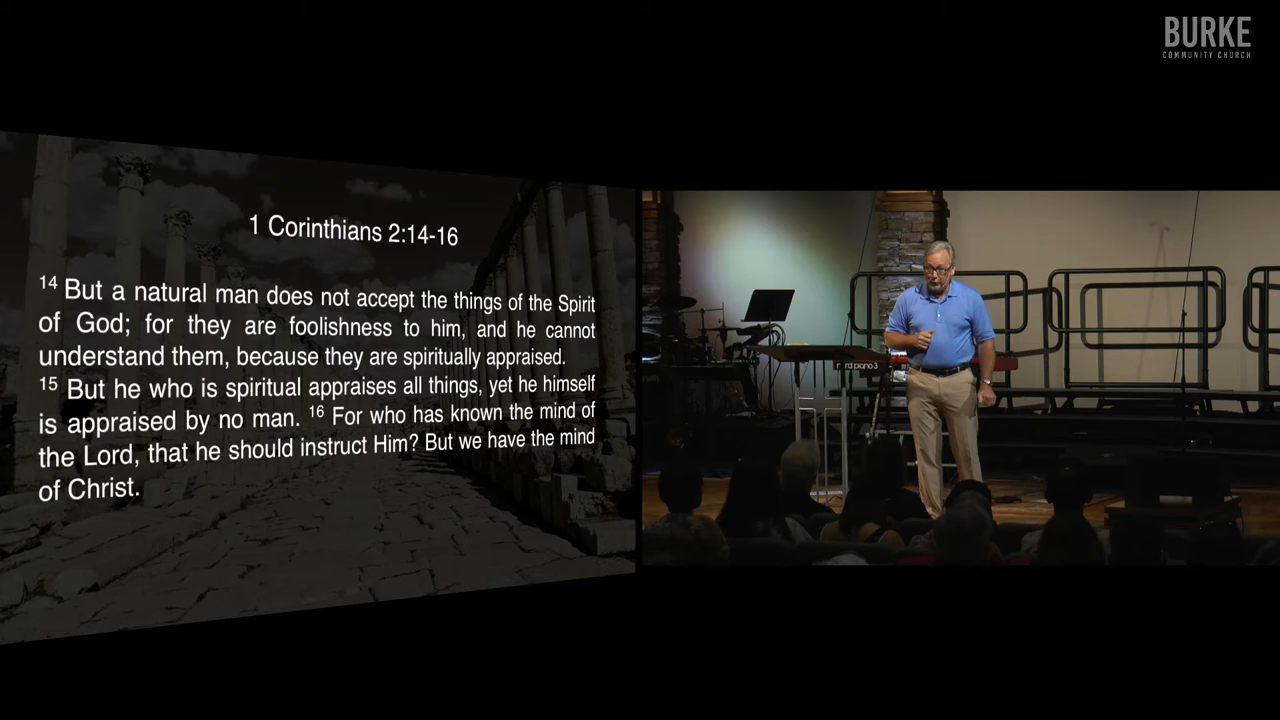 BURKE
COMMUNITY CHURCH
1 Corinthians 2:14-16
14 But a natural man does not accept the things of the Spirit
of God; for they are foolishness to him, and he cannot
understand them, because they are spiritually appraised.
15 But he who is spiritual appraises all things, yet he himself
is appraised by no man. 16 For who has known the mind of
the Lord, that he should instruct Him? But we have the mind
of Christ.
piano 3